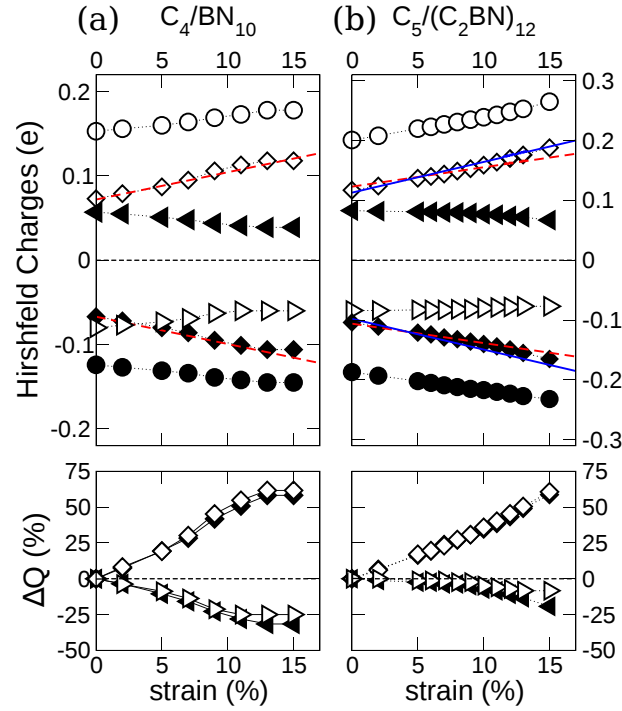 (a) C4/BN10 (b) C5/(C2BN)12
0 5 10 15 0 5 10 15
0.2 0.3
0.2
0.1 0.1
0 0
-0.1 -0.1
-0.2
-0.2 -0.3
Hirshfeld Charges (e)
75 75
50 50
25 25
0 0
-25 -25
-50 -50
ΔQ (%)
0 5 10 15 0 5 10 15
strain (%) strain (%)